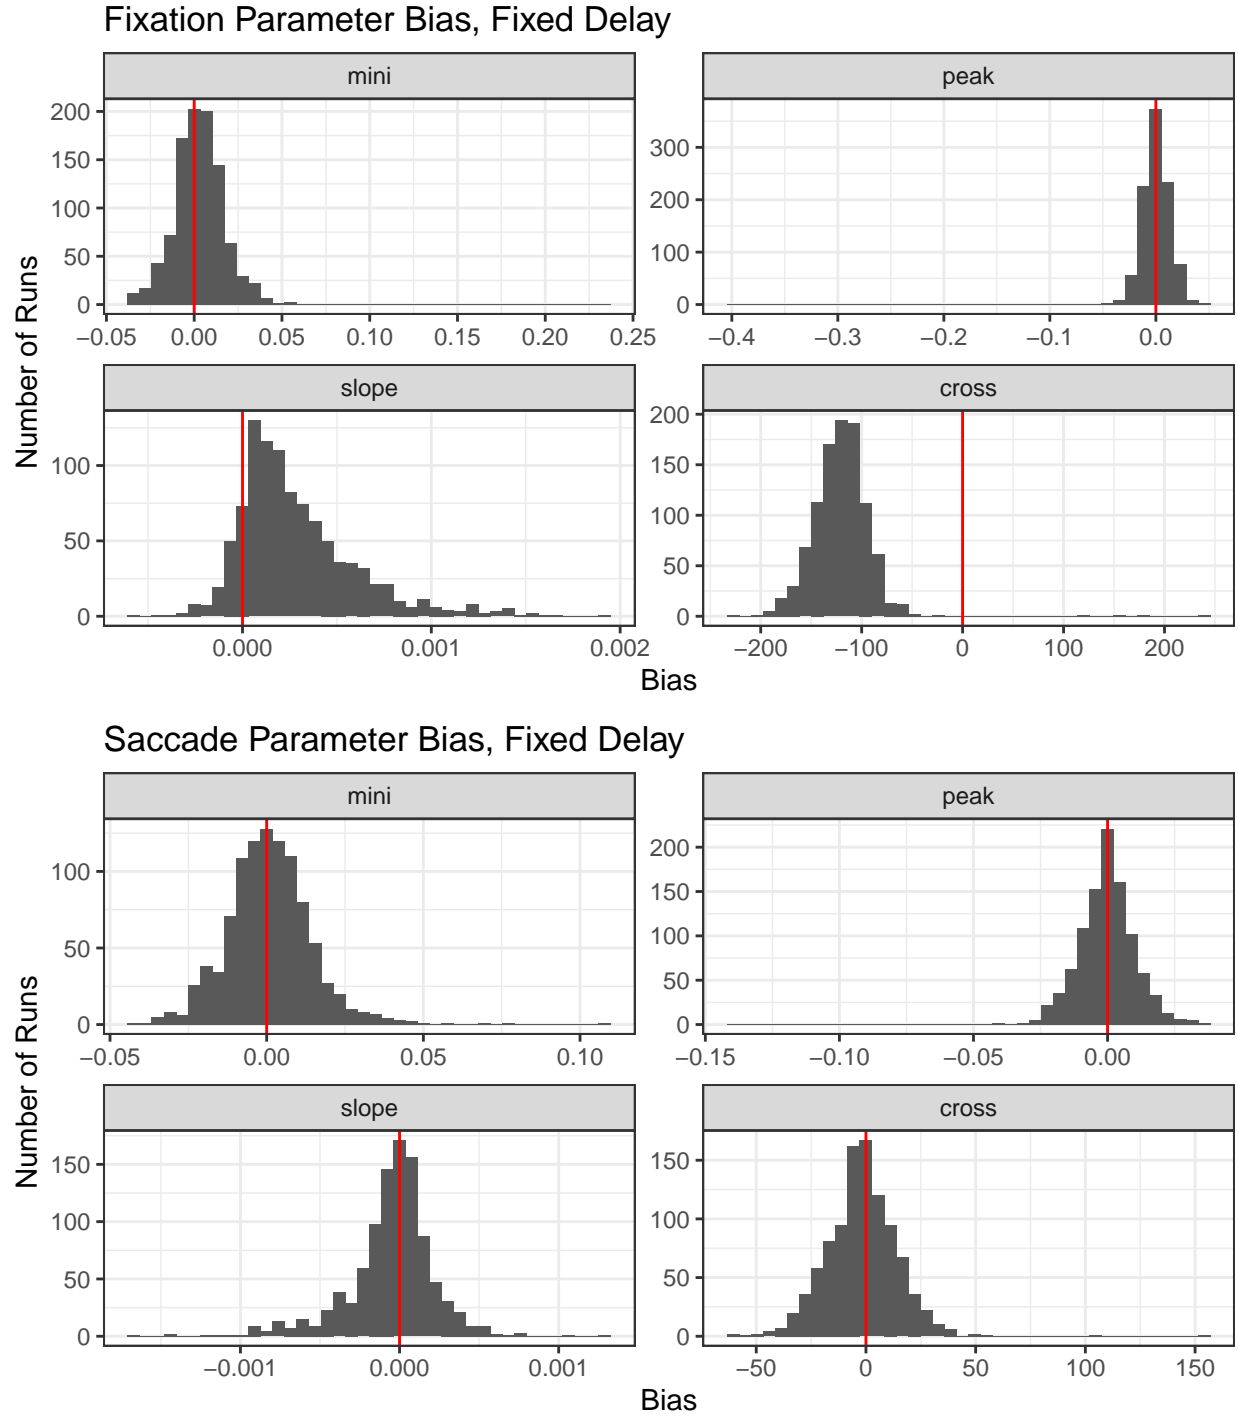 Fixation Parameter Bias, Fixed Delay
mini
peak
200
150
100
50
0
300
200
100
0
−0.05 0.00 0.05 0.10 0.15 0.20 0.25
−0.4 −0.3 −0.2 −0.1 0.0
Number of Runs
slope
cross
100
50
0
200
150
100
50
0
0.000 0.001 0.002
−200 −100 0 100 200
Bias
Saccade Parameter Bias, Fixed Delay
mini
peak
100
50
0
200
150
100
50
0
−0.05 0.00 0.05 0.10
−0.15 −0.10 −0.05 0.00
Number of Runs
slope
cross
150
100
50
0
150
100
50
0
−0.001 0.000 0.001
−50 0 50 100 150
Bias